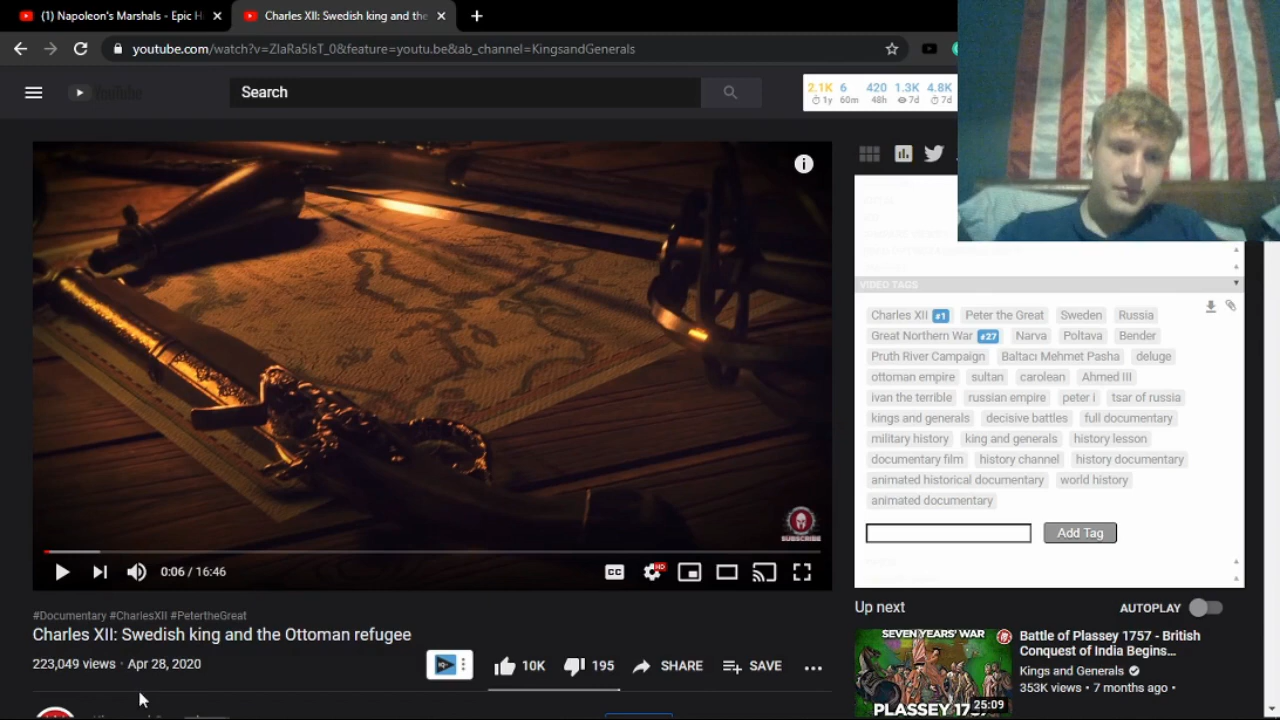 (1) Napoleon's Marshals - Epic Hi
Charles XII: Swedish king and the
youtube.com/watch?v=ZlaRa5IsT_0&feature=youtu.be&ab_channel=KingsandGenerals
YouTube
Search
2.1K 6 420 1.3K 4.8K
1y 60m 48h 7d 7d
VIDEO TAGS
Charles XII #1 Peter the Great Sweden Russia
Great Northern War #27 Narva Poltava Bender
Pruth River Campaign Baltacı Mehmet Pasha deluge
ottoman empire sultan carolean Ahmed III
ivan the terrible russian empire peter i tsar of russia
kings and generals decisive battles full documentary
military history king and generals history lesson
documentary film history channel history documentary
animated historical documentary world history
animated documentary
Add Tag
SUBSCRIBE
0:06 / 16:46
CC
HD
#Documentary #CharlesXII #PetertheGreat
Charles XII: Swedish king and the Ottoman refugee
223,049 views · Apr 28, 2020
10K 195 SHARE SAVE
Up next
AUTOPLAY
SEVEN YEARS' WAR
PLASSEY 175
25:09
Battle of Plassey 1757 - British
Conquest of India Begins...
Kings and Generals
353K views · 7 months ago ·